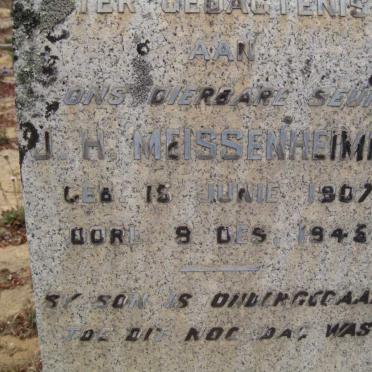 TER GEDAGTENIS
AAN
ONS DIERBARE SEUN
J. H. MEISSENHEIM
GEB. 15 JUNIE 1907
OORL. 9 DES. 1945
SY SON IS ONDERGEGAAN
TOE DIT NOG DAG WAS